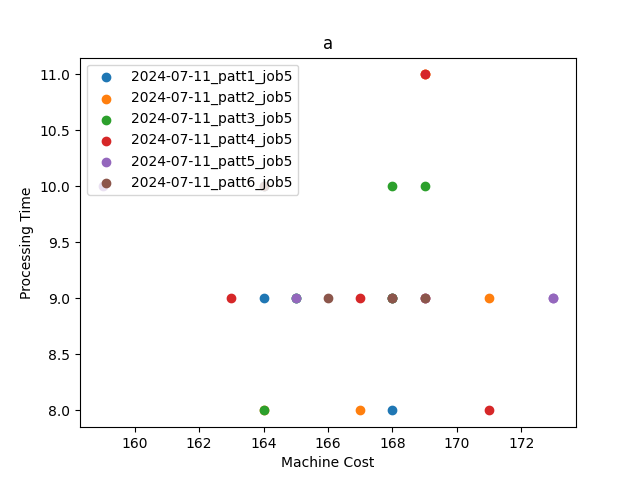 a
2024-07-11_patt1_job5
2024-07-11_patt2_job5
2024-07-11_patt3_job5
2024-07-11_patt4_job5
2024-07-11_patt5_job5
2024-07-11_patt6_job5
11.0
10.5
10.0
9.5
9.0
8.5
8.0
Processing Time
160 162 164 166 168 170 172
Machine Cost